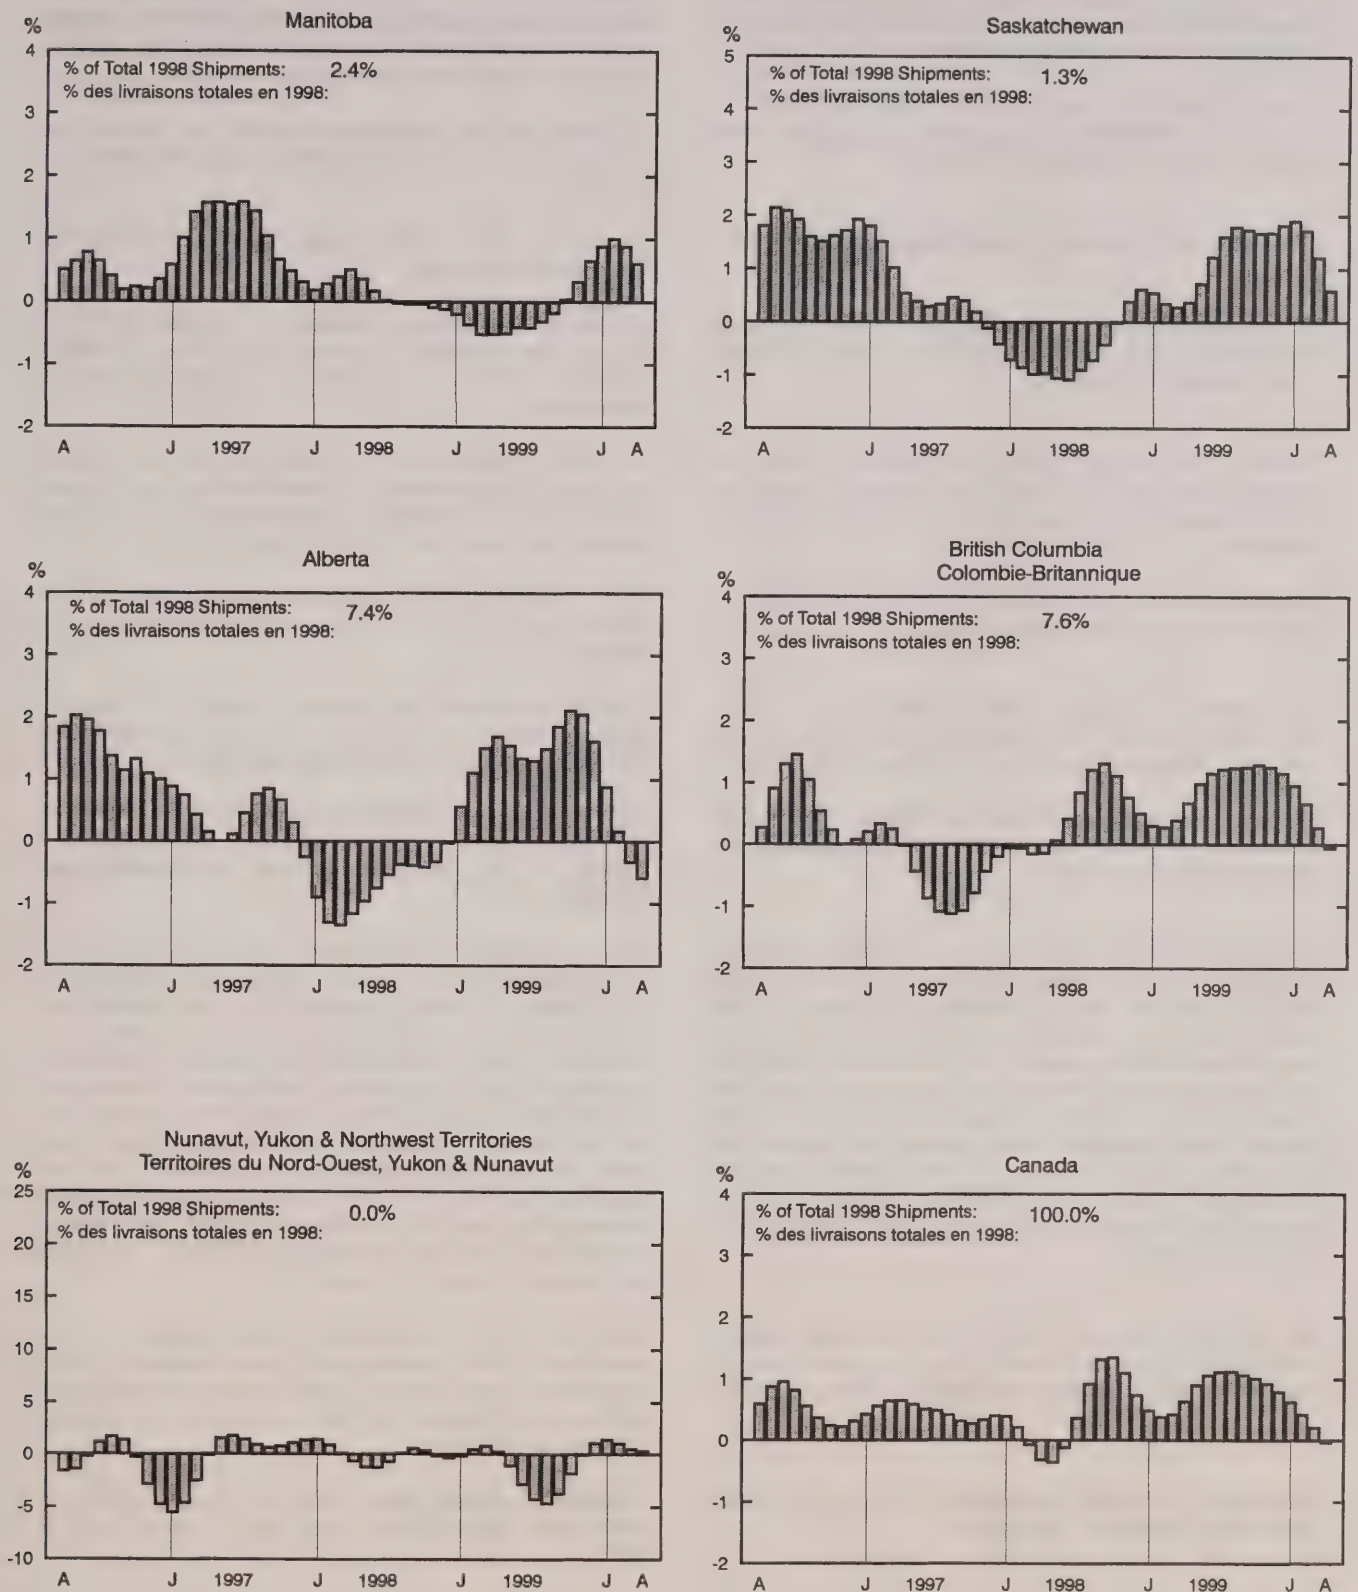 Manitoba
%
4
% of Total 1998 Shipments: 2.4%
% des livraisons totales en 1998:
3
2
1
0
-1
-2
A J 1997 J 1998 J 1999 J A
Saskatchewan
%
5
% of Total 1998 Shipments: 1.3%
% des livraisons totales en 1998:
4
3
2
1
0
-1
-2
A J 1997 J 1998 J 1999 J A
Alberta
%
4
% of Total 1998 Shipments: 7.4%
% des livraisons totales en 1998:
3
2
1
0
-1
-2
A J 1997 J 1998 J 1999 J A
British Columbia
Colombie-Britannique
%
4
% of Total 1998 Shipments: 7.6%
% des livraisons totales en 1998:
3
2
1
0
-1
-2
A J 1997 J 1998 J 1999 J A
Nunavut, Yukon & Northwest Territories
Territoires du Nord-Ouest, Yukon & Nunavut
%
25
% of Total 1998 Shipments: 0.0%
% des livraisons totales en 1998:
20
15
10
5
0
-5
-10
A J 1997 J 1998 J 1999 J A
Canada
%
4
% of Total 1998 Shipments: 100.0%
% des livraisons totales en 1998:
3
2
1
0
-1
-2
A J 1997 J 1998 J 1999 J A